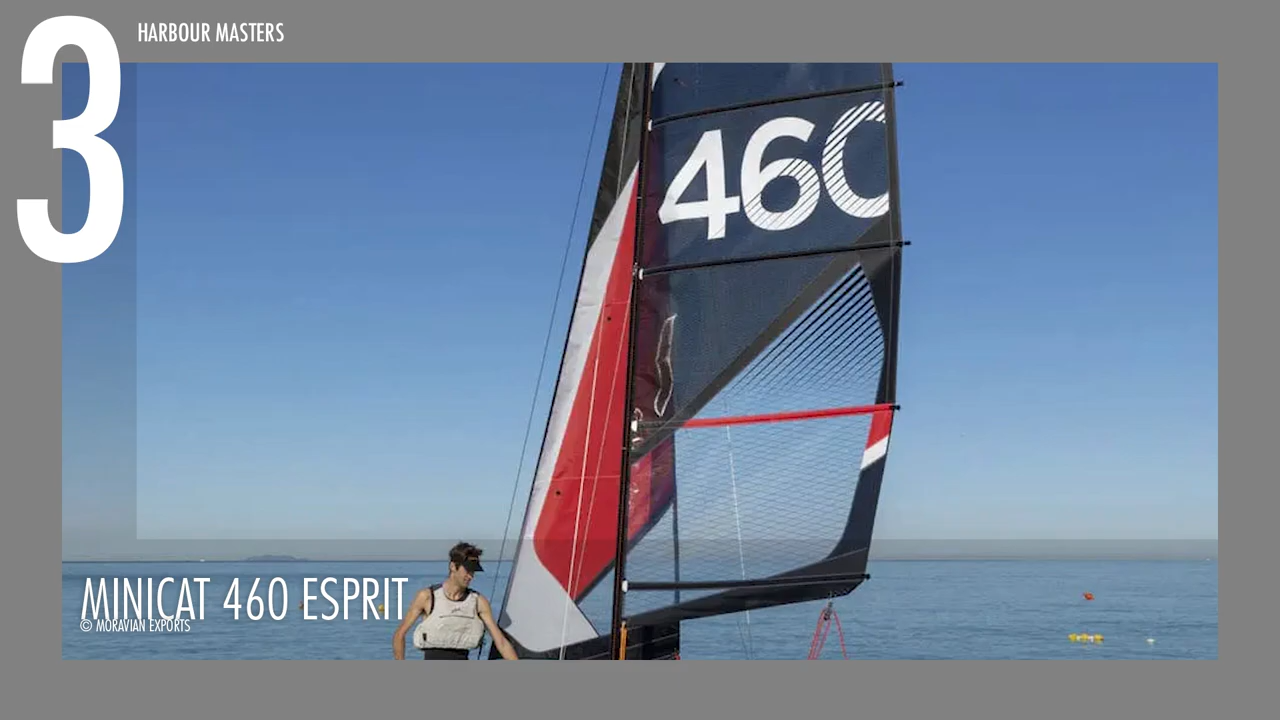 3
HARBOUR MASTERS
460
MINICAT 460 ESPRIT
© MORAVIAN EXPORTS